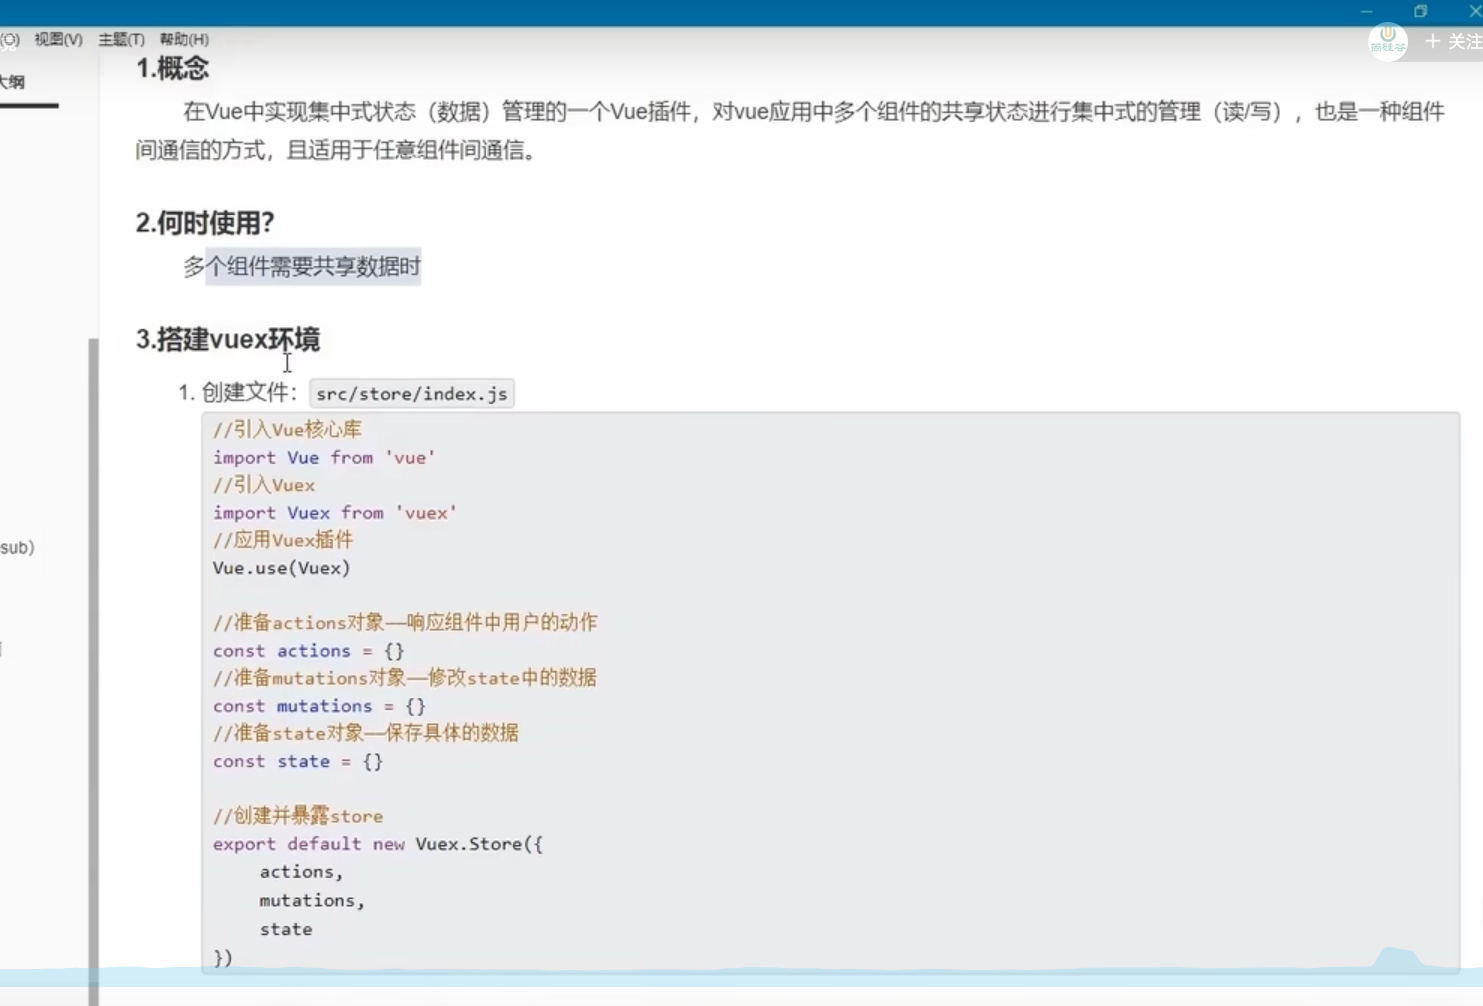 视图(V) 主题(T) 帮助(H)
尚硅谷
+ 关注
大纲
1.概念
在Vue中实现集中式状态（数据）管理的一个Vue插件，对vue应用中多个组件的共享状态进行集中式的管理（读/写），也是一种组件
间通信的方式，且适用于任意组件间通信。
2.何时使用？
多个组件需要共享数据时
3.搭建vuex环境
1. 创建文件： src/store/index.js
//引入Vue核心库
import Vue from 'vue'
//引入Vuex
import Vuex from 'vuex'
//应用Vuex插件
Vue.use(Vuex)
//准备actions对象——响应组件中用户的动作
const actions = {}
//准备mutations对象——修改state中的数据
const mutations = {}
//准备state对象——保存具体的数据
const state = {}
//创建并暴露store
export default new Vuex.Store({
actions,
mutations,
state
})
sub)